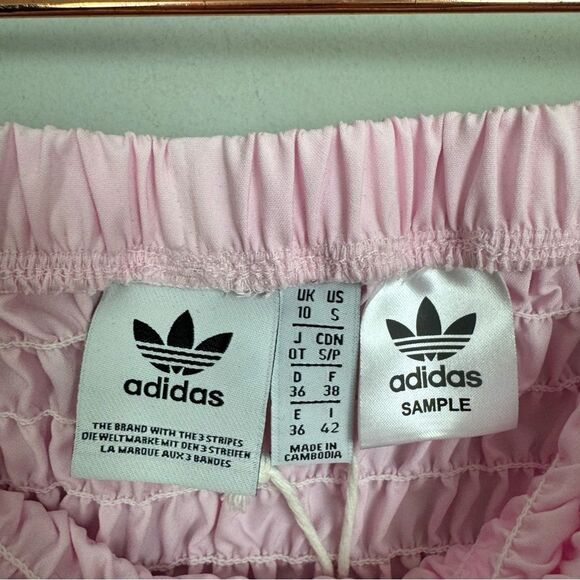 adidas
THE BRAND WITH THE 3 STRIPES
DIE WELTMARKE MIT DEN 3 STREIFEN
LA MARQUE AUX 3 BANDES
UK US
10 S
J CDN
OT S/P
D F
36 38
E I
36 42
MADE IN
CAMBODIA
adidas
SAMPLE